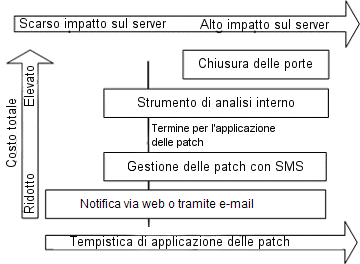 Scarso impatto sul server
Alto impatto sul server
Chiusura delle porte
Strumento di analisi interno
Termine per l'applicazione
delle patch
Gestione delle patch con SMS
Notifica via web o tramite e-mail
Tempistica di applicazione delle patch
Costo totale
Elevato
Ridotto